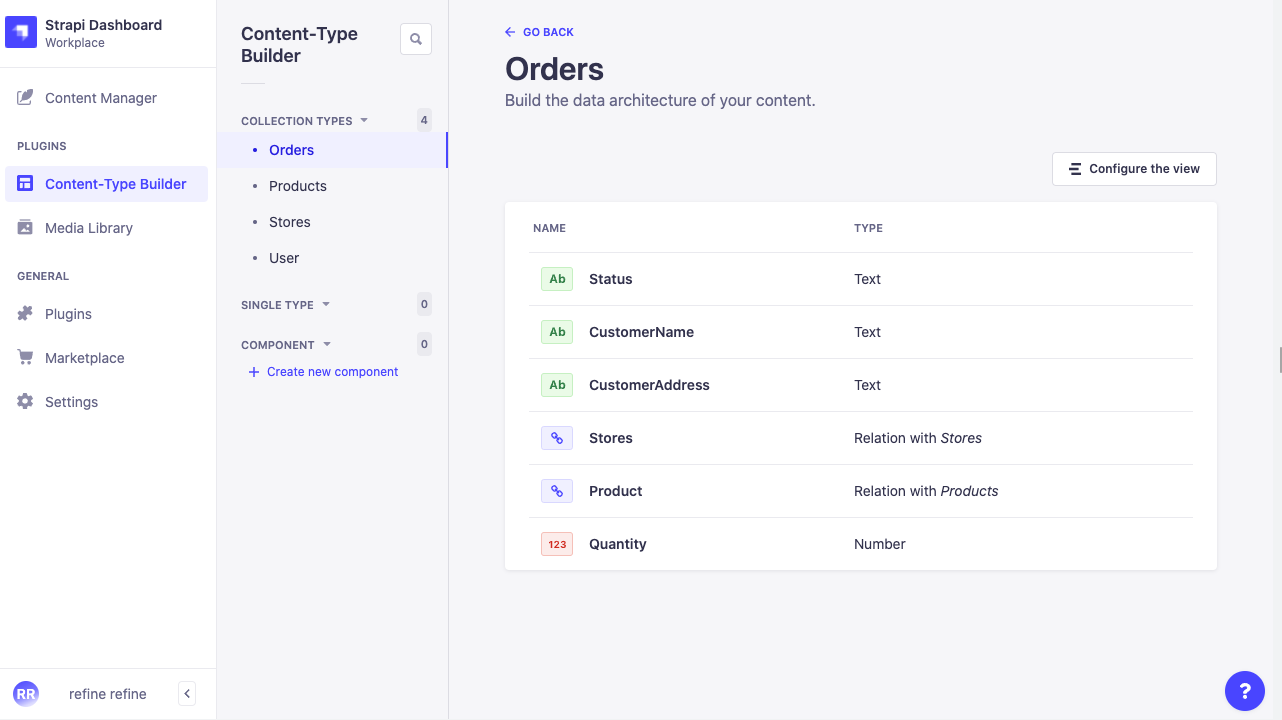 Strapi Dashboard
Workplace
Content Manager
PLUGINS
Content-Type Builder
Media Library
GENERAL
Plugins
Marketplace
Settings
RR
refine refine
Content-Type
Builder
COLLECTION TYPES 4
Orders
Products
Stores
User
SINGLE TYPE 0
COMPONENT 0
Create new component
GO BACK
Orders
Build the data architecture of your content.
Configure the view
NAME TYPE
Ab Status Text
Ab CustomerName Text
Ab CustomerAddress Text
Stores Relation with Stores
Product Relation with Products
123 Quantity Number
?